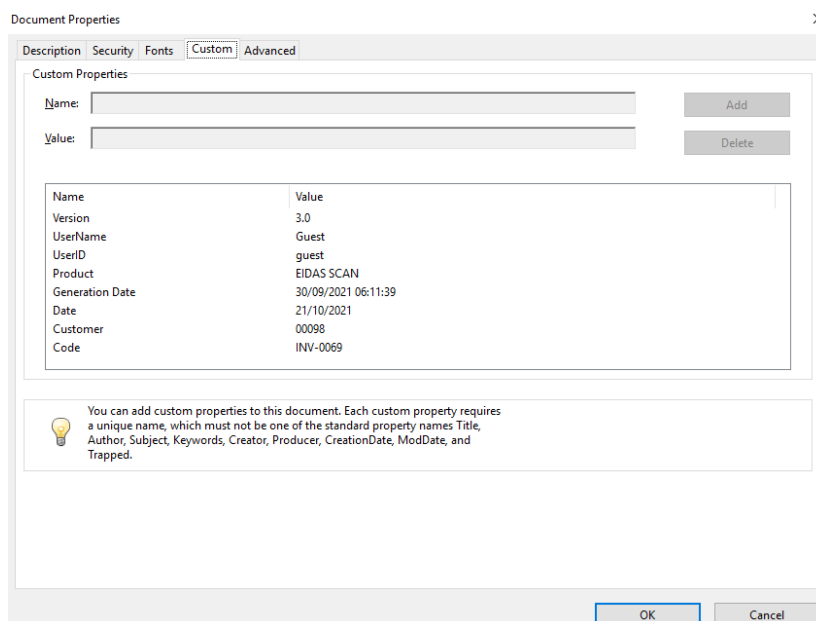 Document Properties
Description Security Fonts Custom Advanced
Custom Properties
Name: Add
Value: Delete
Name Value
Version 3.0
UserName Guest
UserID guest
Product EIDAS SCAN
Generation Date 30/09/2021 06:11:39
Date 21/10/2021
Customer 00098
Code INV-0069
You can add custom properties to this document. Each custom property requires
a unique name, which must not be one of the standard property names Title,
Author, Subject, Keywords, Creator, Producer, CreationDate, ModDate, and
Trapped.
OK Cancel